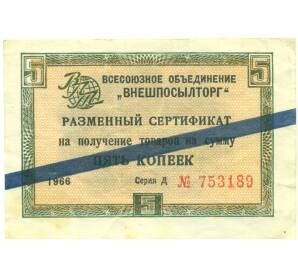 5 5
ВПТ
ВСЕСОЮЗНОЕ ОБЪЕДИНЕНИЕ
„ВНЕШПОСЫЛТОРГ"
РАЗМЕННЫЙ СЕРТИФИКАТ
на получение товаров на сумму
ПЯТЬ КОПЕЕК
1966 Серия Д № 753189
5